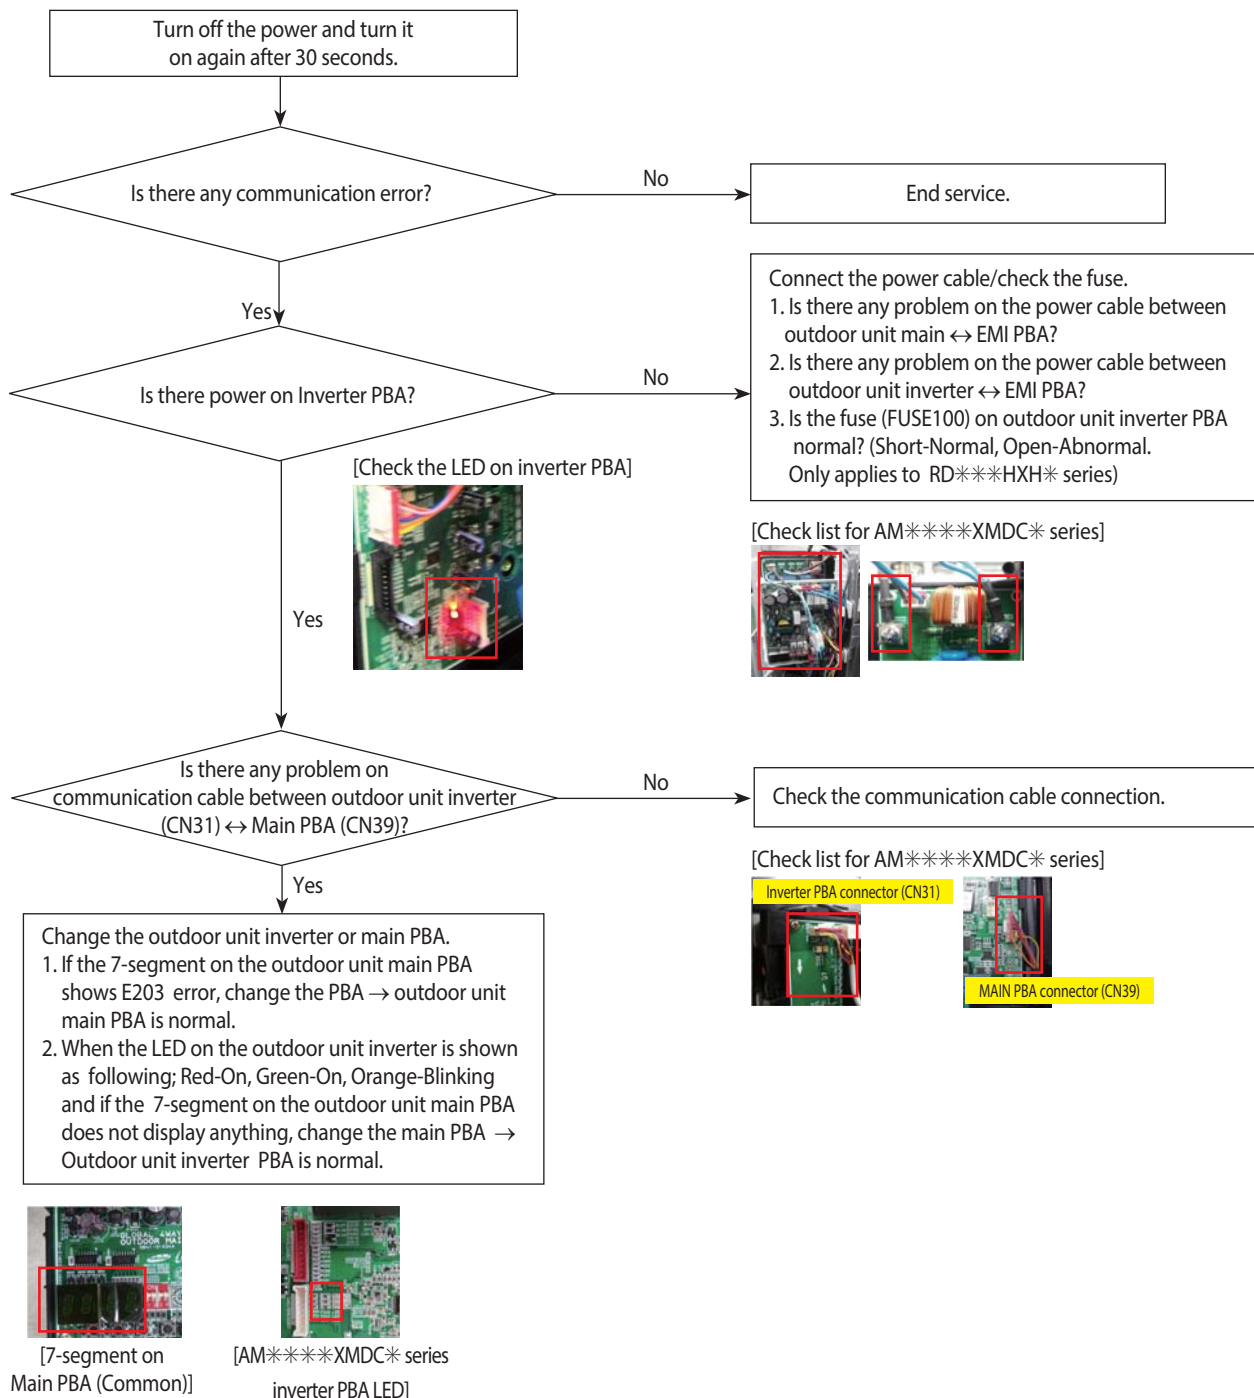 Turn off the power and turn it
on again after 30 seconds.
Is there any communication error?
No
End service.
Yes
Is there power on Inverter PBA?
No
Connect the power cable/check the fuse.
1. Is there any problem on the power cable between
outdoor unit main ↔ EMI PBA?
2. Is there any problem on the power cable between
outdoor unit inverter ↔ EMI PBA?
3. Is the fuse (FUSE100) on outdoor unit inverter PBA
normal? (Short-Normal, Open-Abnormal.
Only applies to RD✳✳✳HXH✳ series)
[Check the LED on inverter PBA]
[Check list for AM✳✳✳✳XMDC✳ series]
Yes
Is there any problem on
communication cable between outdoor unit inverter
(CN31) ↔ Main PBA (CN39)?
No
Check the communication cable connection.
[Check list for AM✳✳✳✳XMDC✳ series]
Inverter PBA connector (CN31)
MAIN PBA connector (CN39)
Yes
Change the outdoor unit inverter or main PBA.
1. If the 7-segment on the outdoor unit main PBA
shows E203 error, change the PBA → outdoor unit
main PBA is normal.
2. When the LED on the outdoor unit inverter is shown
as following; Red-On, Green-On, Orange-Blinking
and if the 7-segment on the outdoor unit main PBA
does not display anything, change the main PBA →
Outdoor unit inverter PBA is normal.
GLOBAL 4WAY
OUTDOOR MAI
[7-segment on
Main PBA (Common)]
[AM✳✳✳✳XMDC✳ series
inverter PBA LED]